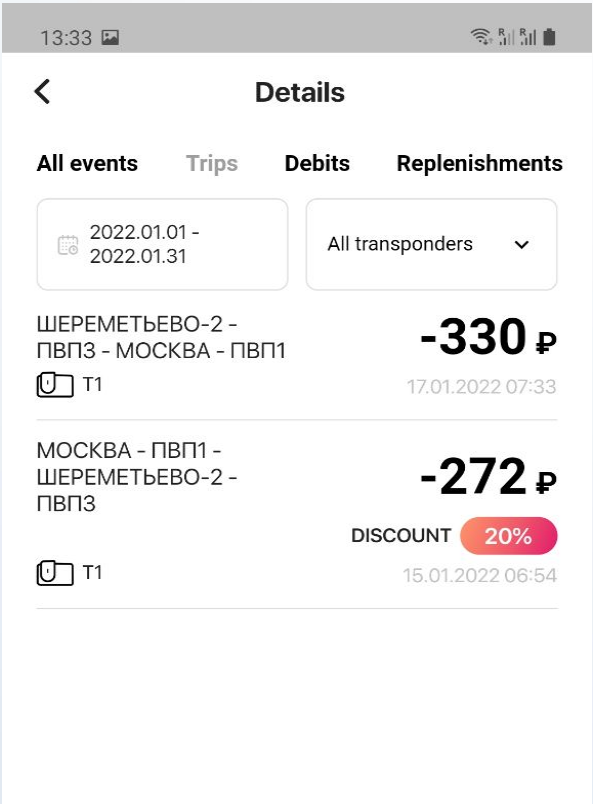 13:33
Details
All events Trips Debits Replenishments
2022.01.01 -
2022.01.31
All transponders
ШЕРЕМЕТЬЕВО-2 -
ПВП3 - МОСКВА - ПВП1
-330 ₽
T1
17.01.2022 07:33
МОСКВА - ПВП1 -
ШЕРЕМЕТЬЕВО-2 -
ПВП3
-272 ₽
DISCOUNT 20%
T1
15.01.2022 06:54